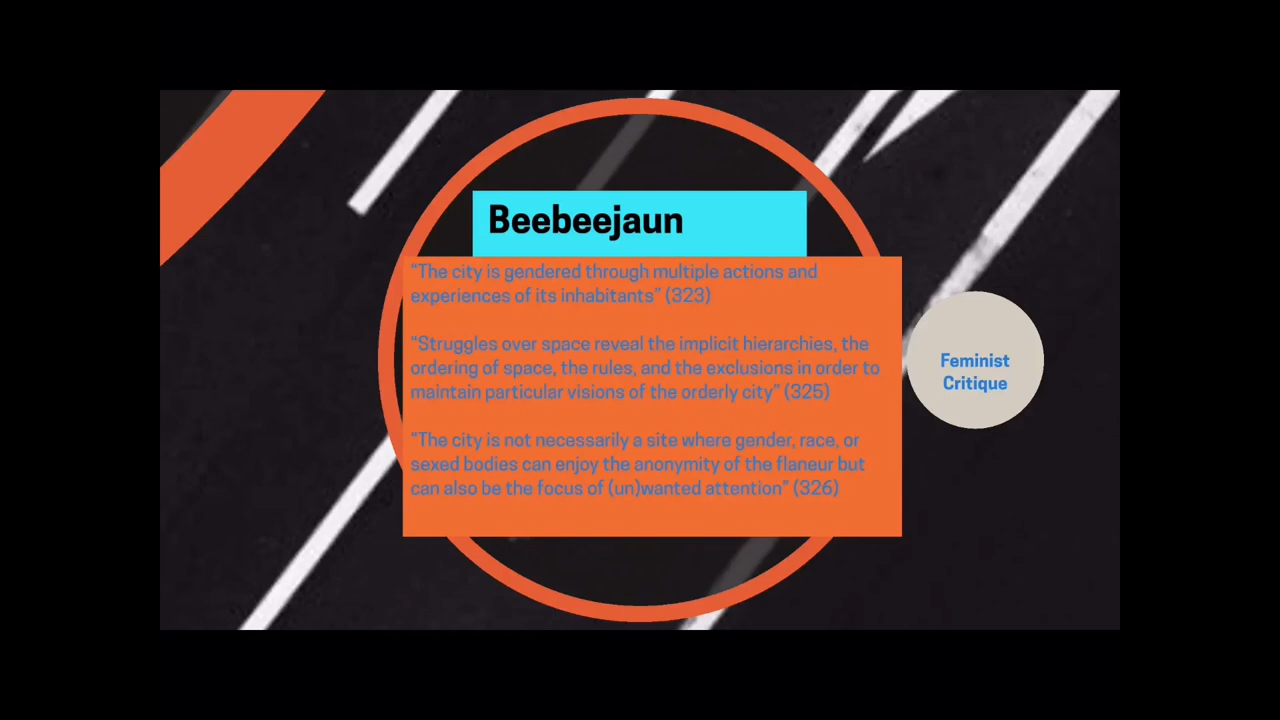 Beebeejaun
“The city is gendered through multiple actions and
experiences of its inhabitants” (323)
“Struggles over space reveal the implicit hierarchies, the
ordering of space, the rules, and the exclusions in order to
maintain particular visions of the orderly city” (325)
“The city is not necessarily a site where gender, race, or
sexed bodies can enjoy the anonymity of the flaneur but
can also be the focus of (un)wanted attention” (326)
Feminist
Critique